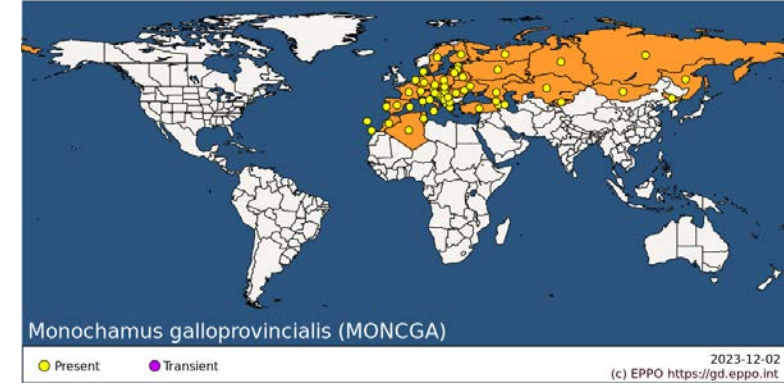 Monochamus galloprovincialis (MONCGA)
Present
Transient
2023-12-02
(c) EPPO https://gd.eppo.int